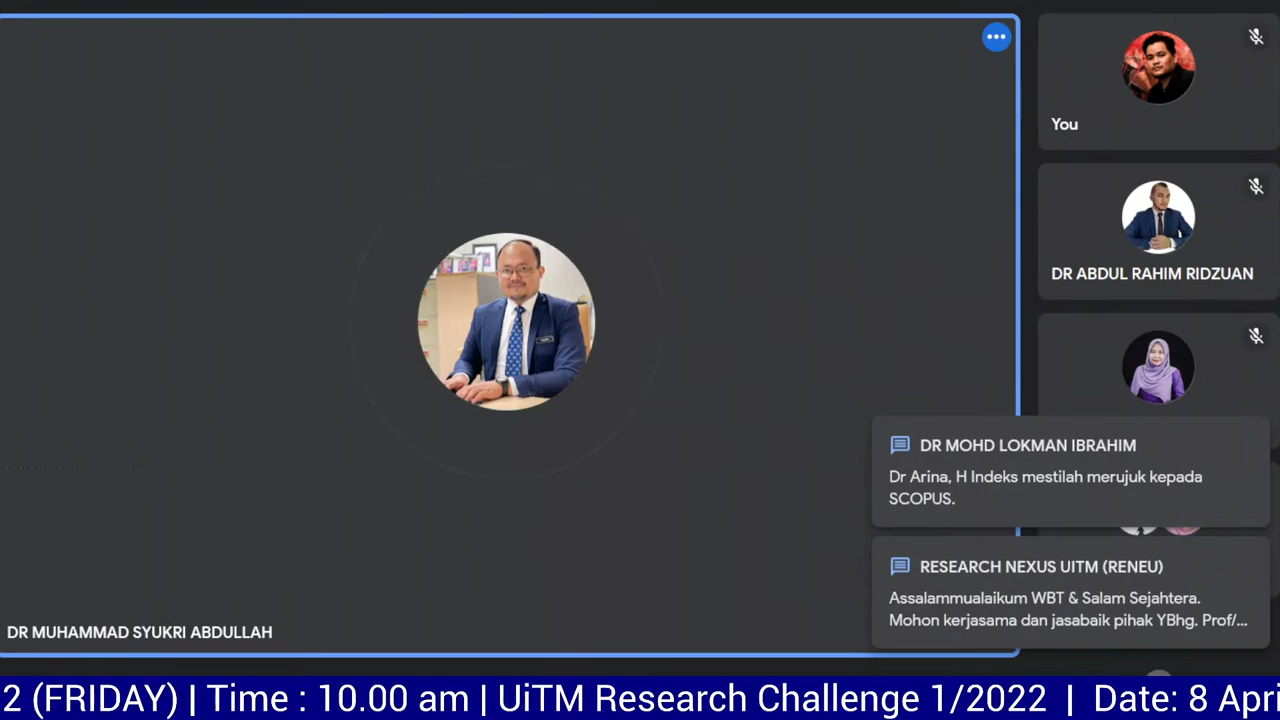 You
DR ABDUL RAHIM RIDZUAN
DR MOHD LOKMAN IBRAHIM
Dr Arina, H Indeks mestilah merujuk kepada
SCOPUS.
RESEARCH NEXUS UITM (RENEU)
Assalammualaikum WBT & Salam Sejahtera.
Mohon kerjasama dan jasabaik pihak YBhg. Prof/...
DR MUHAMMAD SYUKRI ABDULLAH
2 (FRIDAY) | Time : 10.00 am | UiTM Research Challenge 1/2022 | Date: 8 Apri